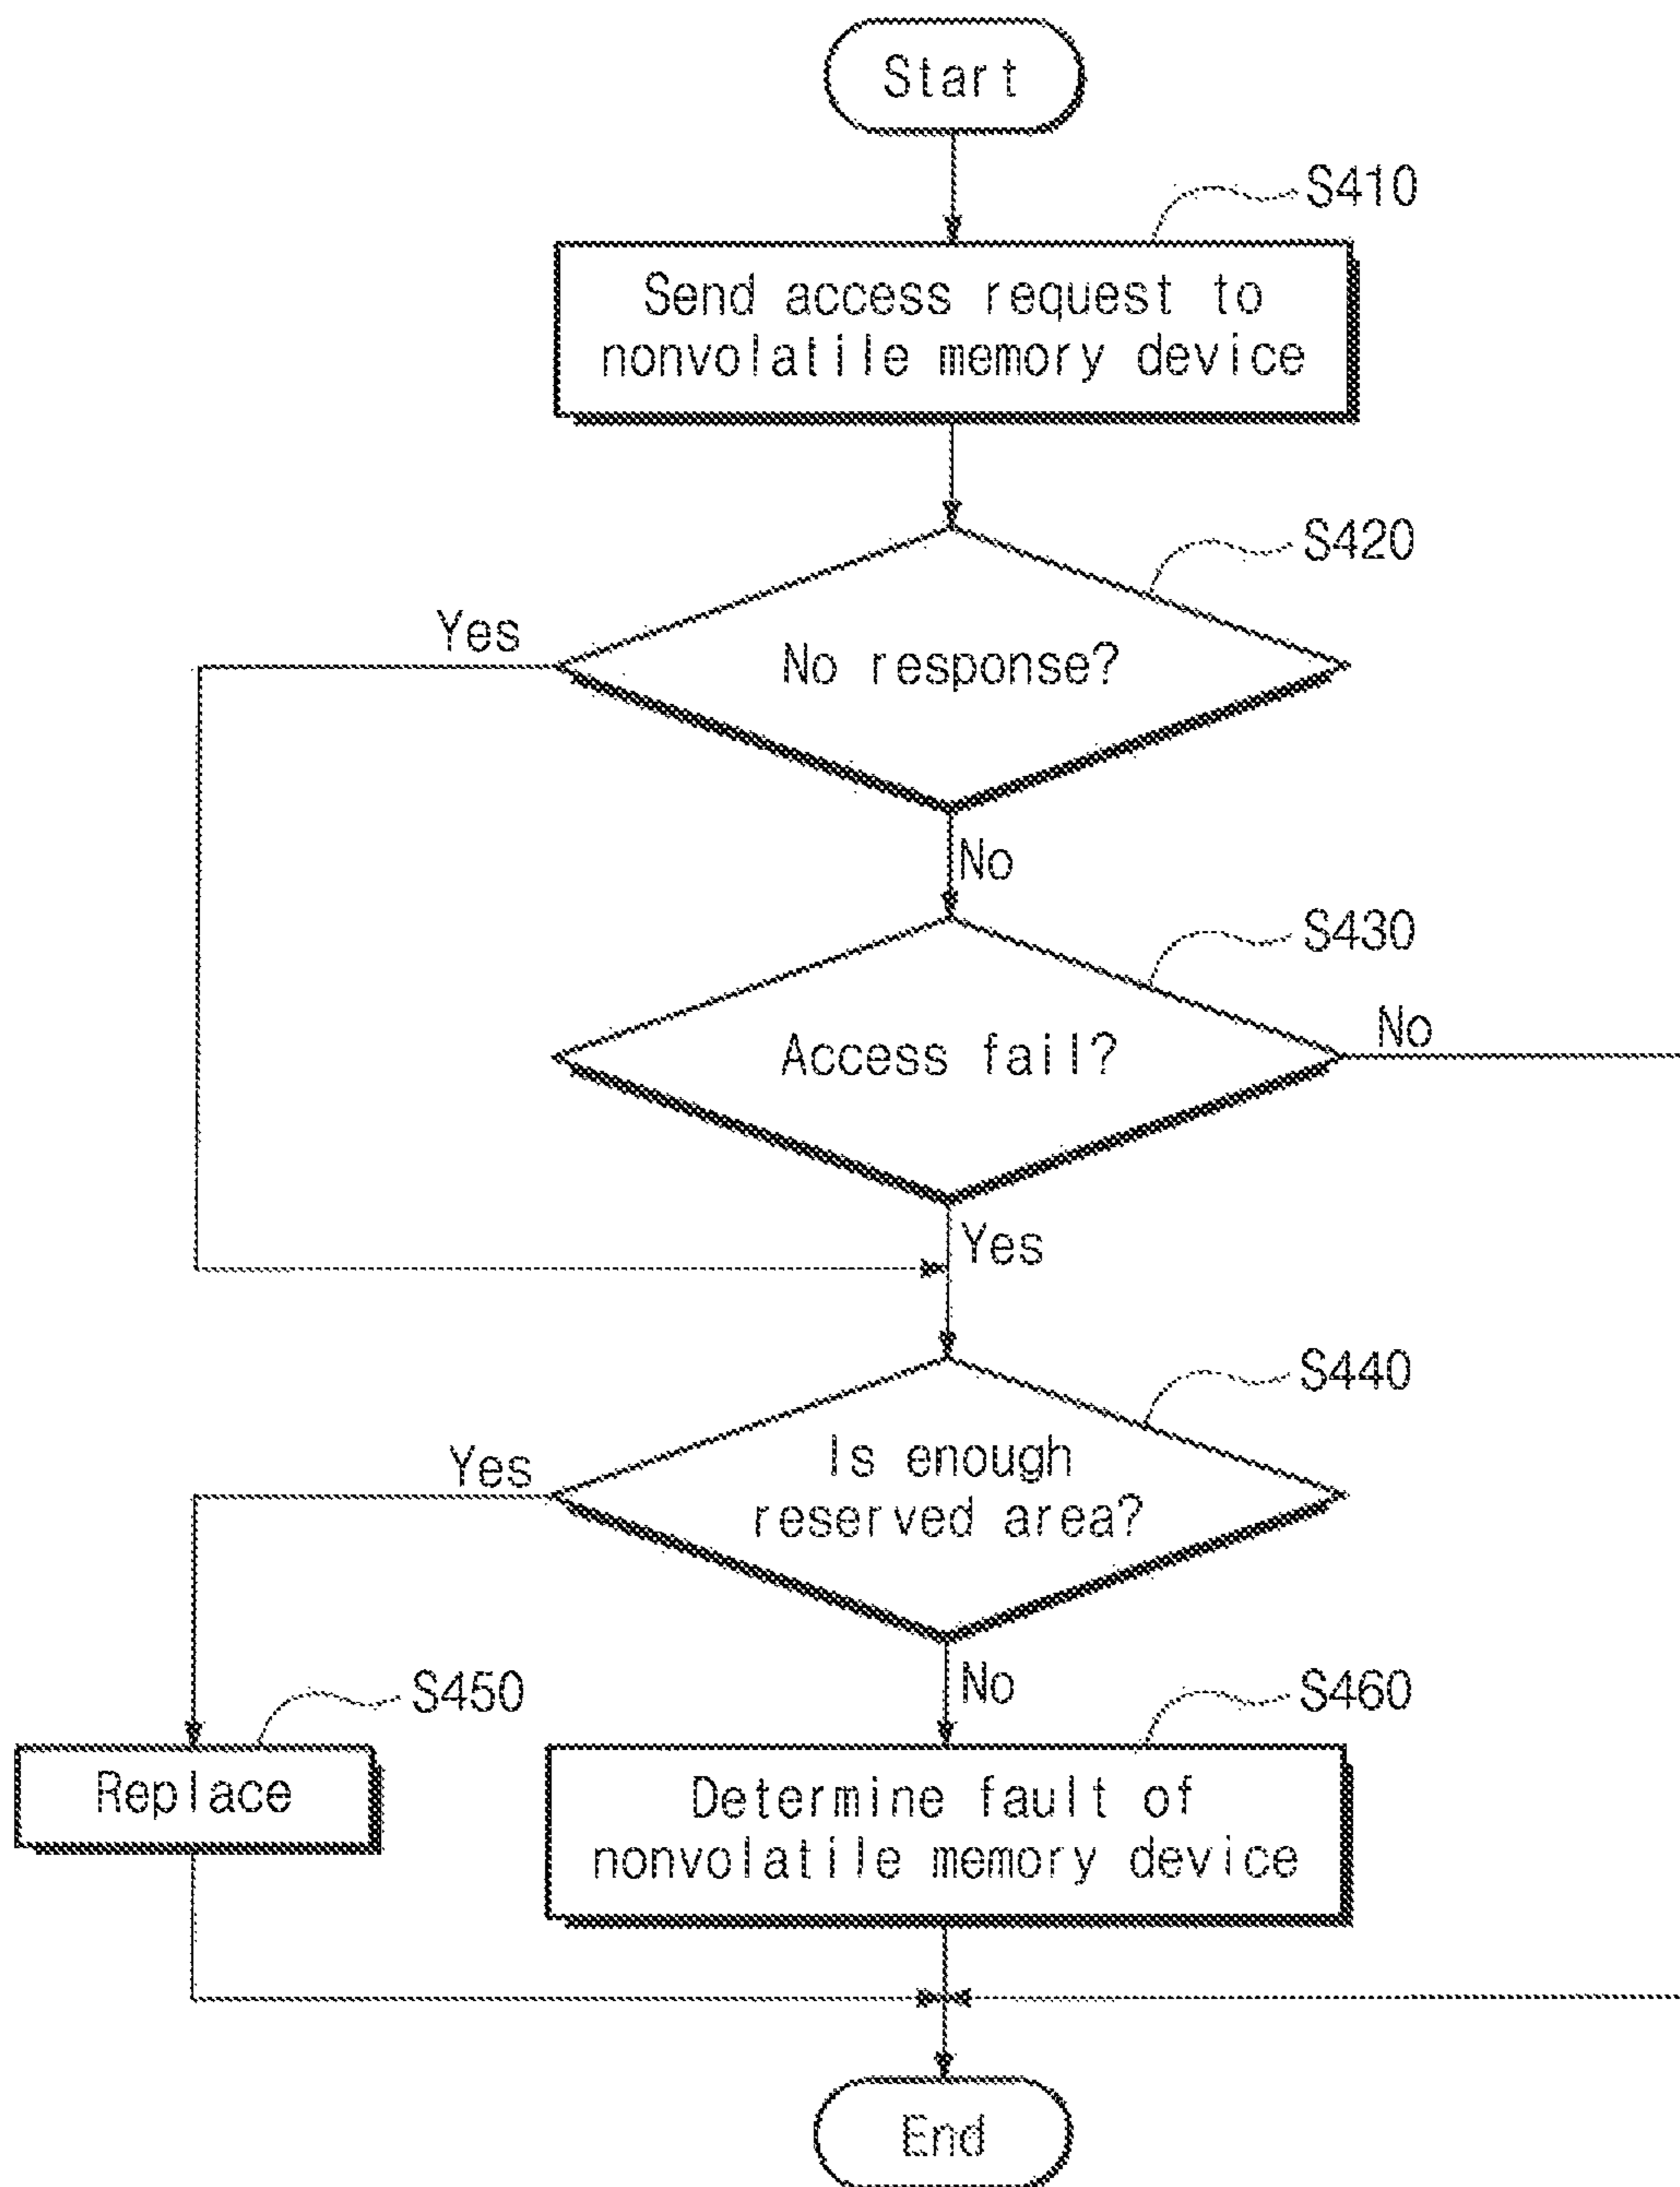 Start
S410
Send access request to
nonvolatile memory device
S420
Yes
No response?
No
S430
No
Access fail?
Yes
S440
Yes
Is enough
reserved area?
No
S450
S460
Replace
Determine fault of
nonvolatile memory device
End